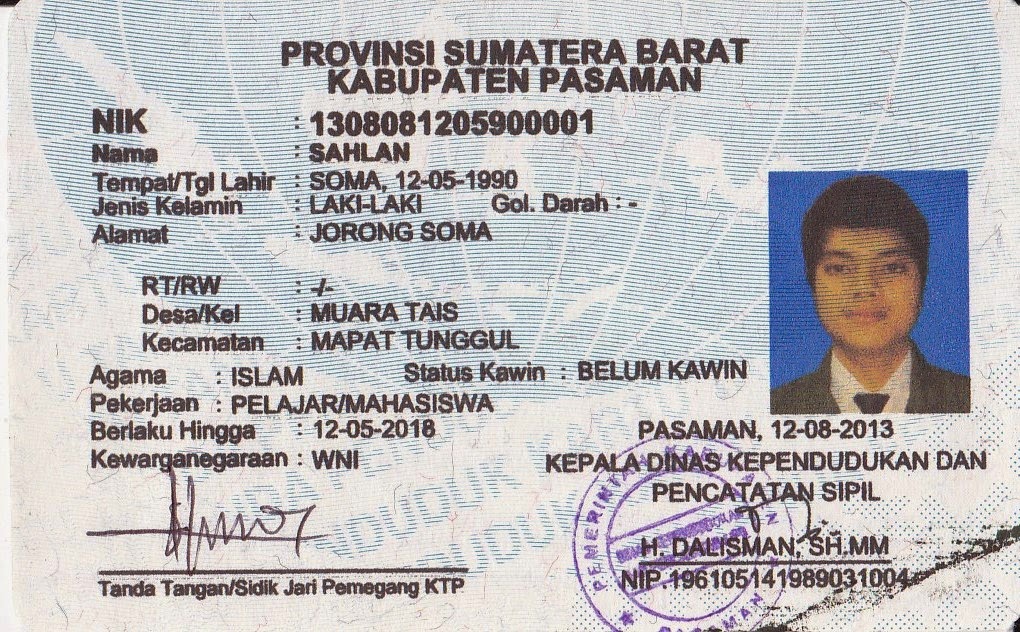 PROVINSI SUMATERA BARAT
KABUPATEN PASAMAN
NIK : 1308081205900001
Nama : SAHLAN
Tempat/Tgl Lahir : SOMA, 12-05-1990
Jenis Kelamin : LAKI-LAKI Gol. Darah : -
Alamat : JORONG SOMA
RT/RW : -/-
Desa/Kel : MUARA TAIS
Kecamatan : MAPAT TUNGGUL
Agama : ISLAM Status Kawin : BELUM KAWIN
Pekerjaan : PELAJAR/MAHASISWA
Berlaku Hingga : 12-05-2018
Kewarganegaraan : WNI
PASAMAN, 12-08-2013
KEPALA DINAS KEPENDUDUKAN DAN
PENCATATAN SIPIL
H. DALISMAN, SH.MM
NIP.196105141989031004
Tanda Tangan/Sidik Jari Pemegang KTP